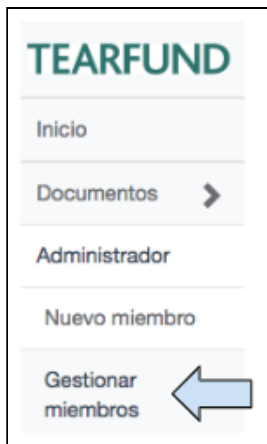 TEARFUND
Inicio
Documentos
Administrador
Nuevo miembro
Gestionar
miembros